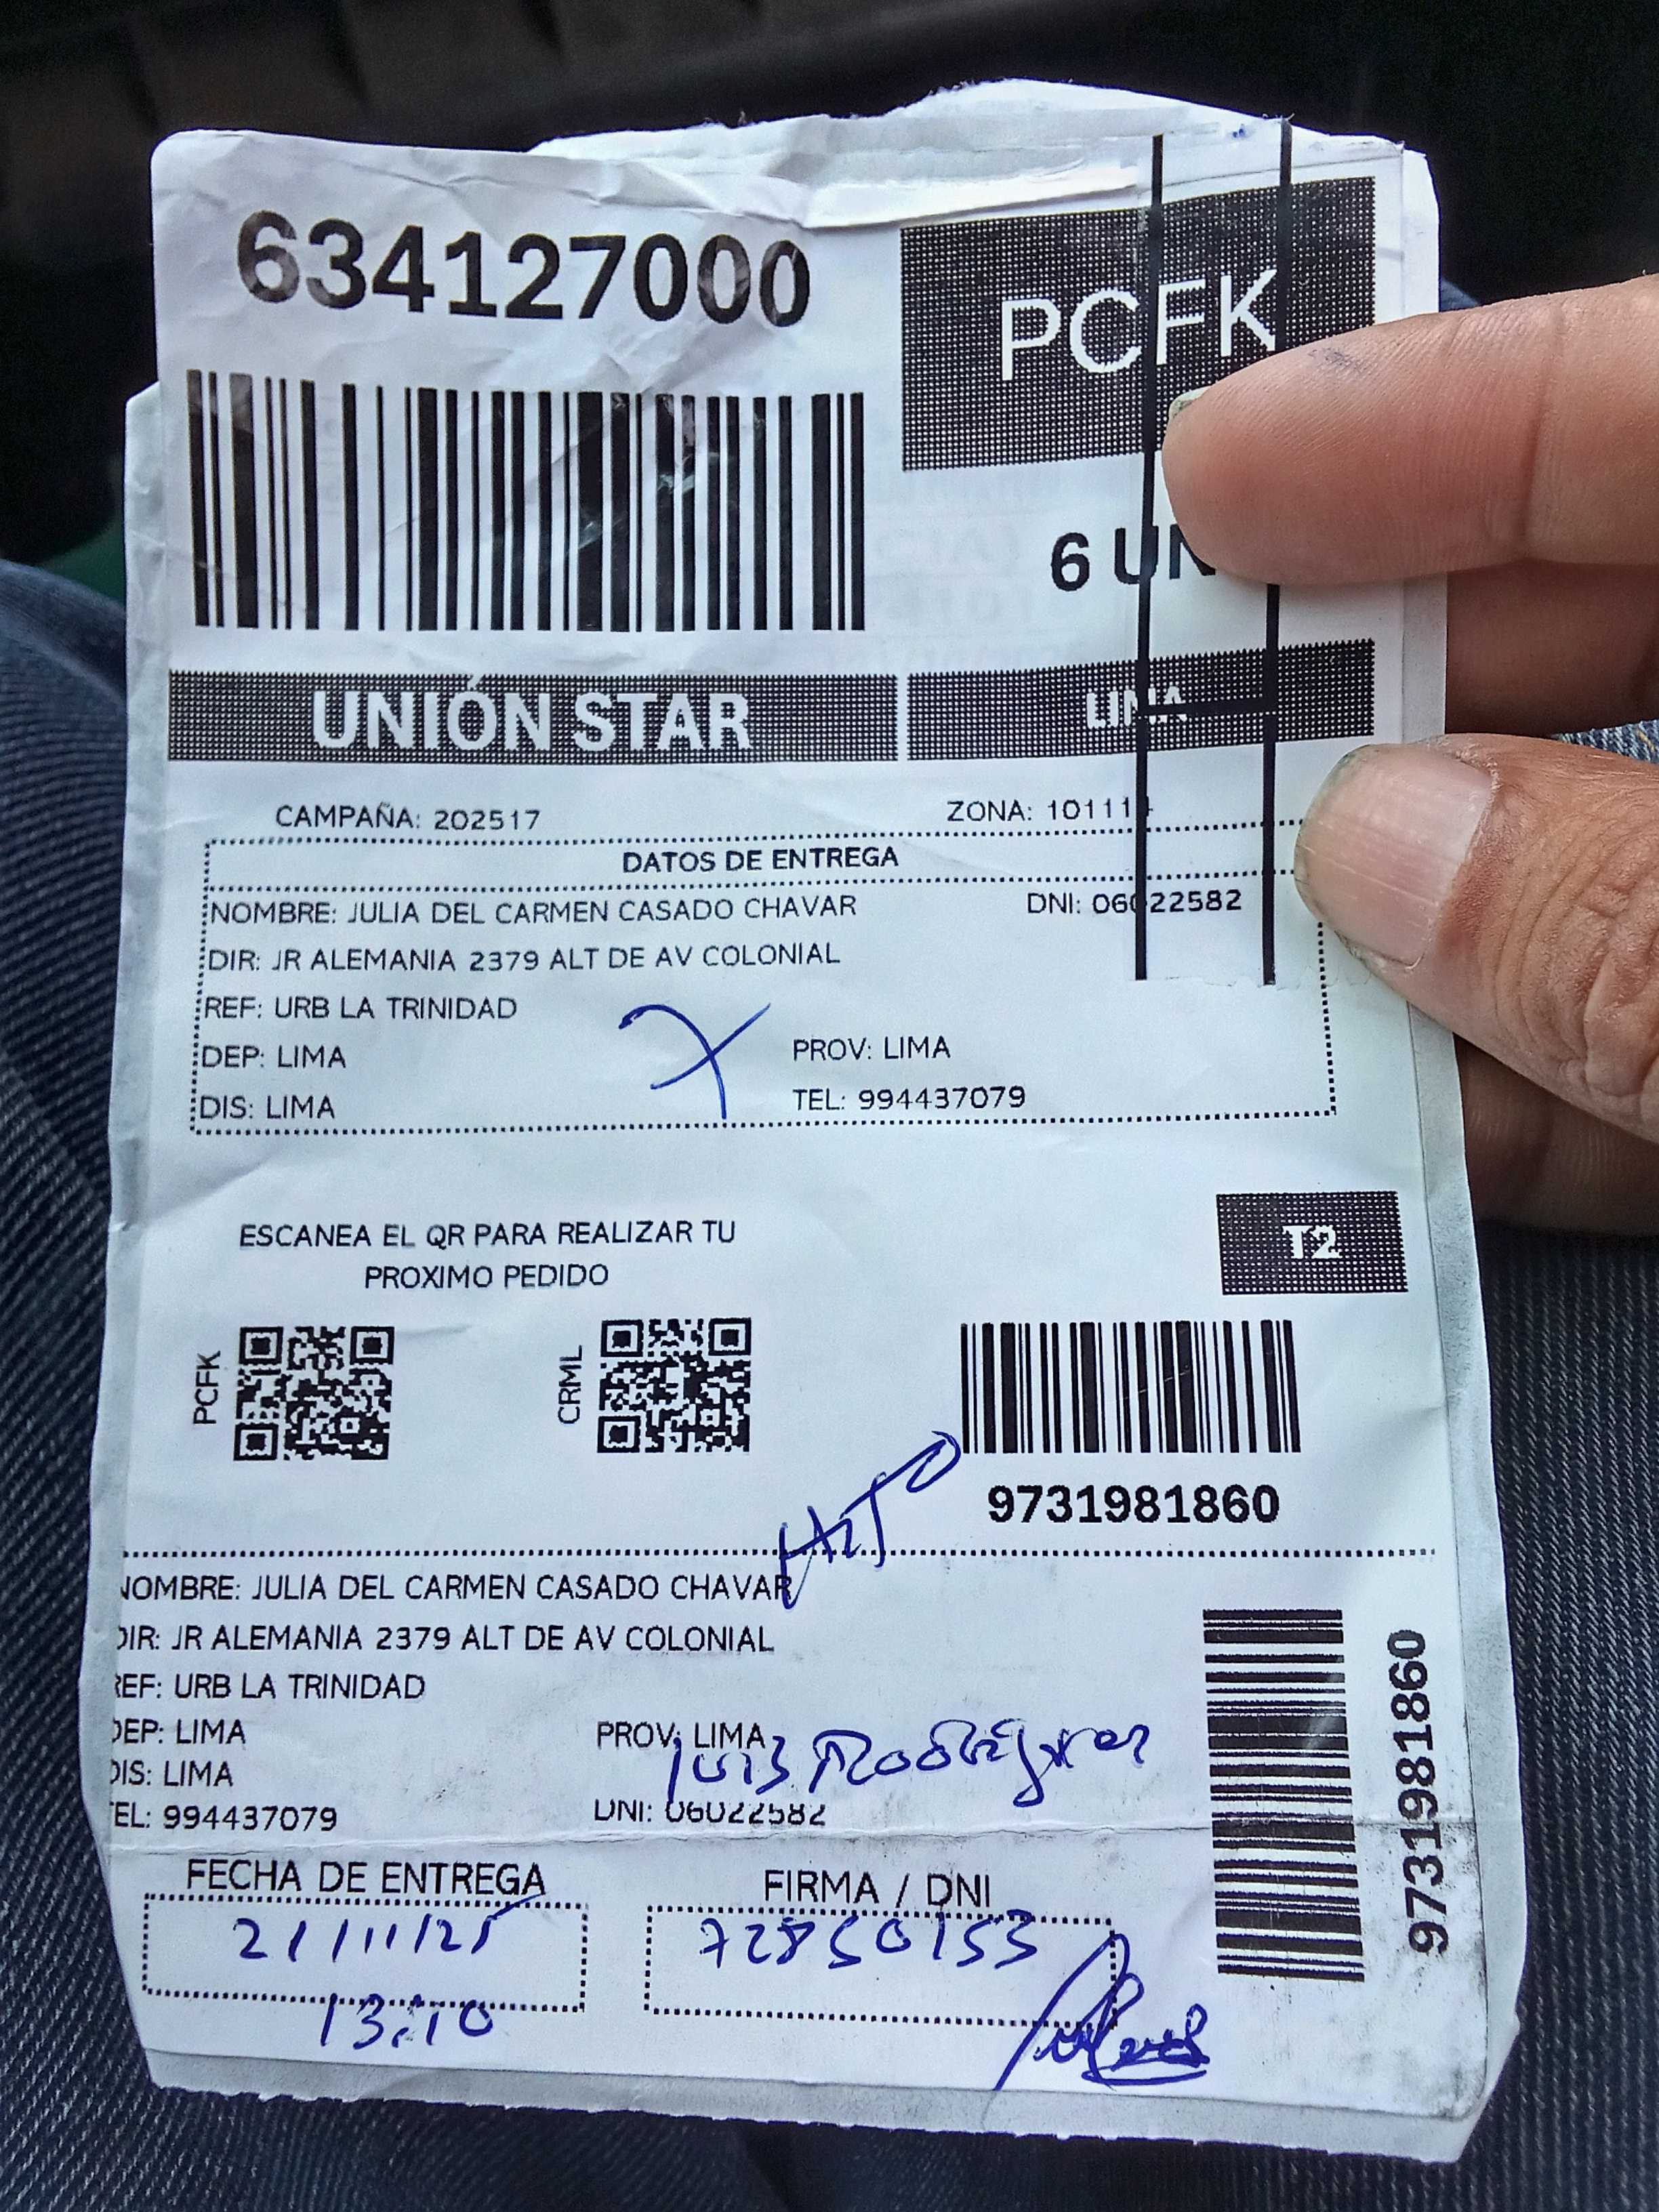 634127000
PCFK
6 UN
UNIÓN STAR
LIMA
CAMPAÑA: 202517
ZONA: 10111
DATOS DE ENTREGA
NOMBRE: JULIA DEL CARMEN CASADO CHAVAR
DNI: 06022582
DIR: JR ALEMANIA 2379 ALT DE AV COLONIAL
REF: URB LA TRINIDAD
DEP: LIMA
PROV: LIMA
DIS: LIMA
TEL: 994437079
ESCANEA EL QR PARA REALIZAR TU
PROXIMO PEDIDO
T2
PCFK
CRML
9731981860
NOMBRE: JULIA DEL CARMEN CASADO CHAVAR
DIR: JR ALEMANIA 2379 ALT DE AV COLONIAL
REF: URB LA TRINIDAD
DEP: LIMA
PROV: LIMA
Luis Rodriguez
DIS: LIMA
TEL: 994437079
DNI: 06022582
9731981860
FECHA DE ENTREGA
FIRMA / DNI
21/11/25
72850153
13:10